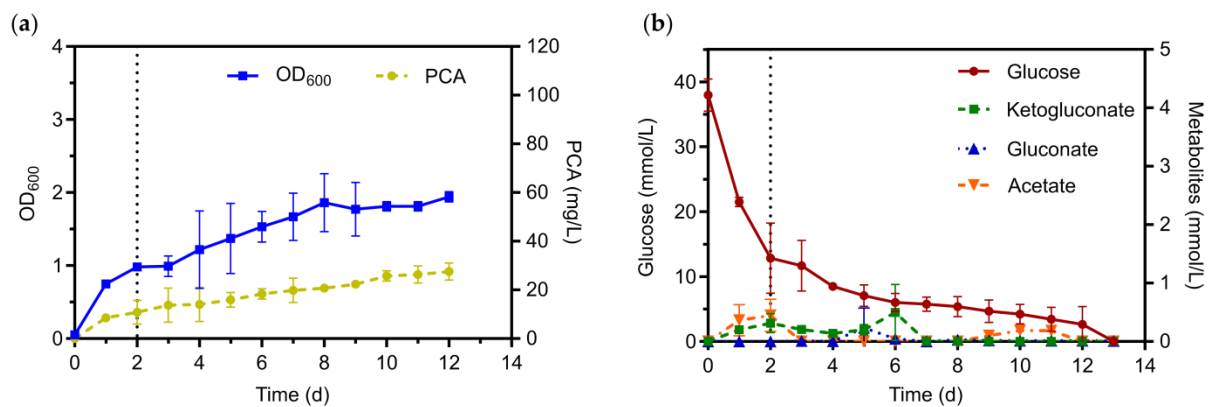 (a)
OD600 PCA
4
3
2
1
0
OD600
120
100
80
60
40
20
0
PCA (mg/L)
0 2 4 6 8 10 12 14
Time (d)
(b)
Glucose
Ketogluconate
Gluconate
Acetate
40
30
20
10
0
Glucose (mmol/L)
5
4
3
2
1
0
Metabolites (mmol/L)
0 2 4 6 8 10 12 14
Time (d)